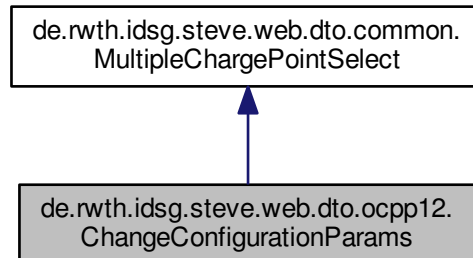 de.rwth.idsg.steve.web.dto.common.
MultipleChargePointSelect
de.rwth.idsg.steve.web.dto.ocpp12.
ChangeConfigurationParams